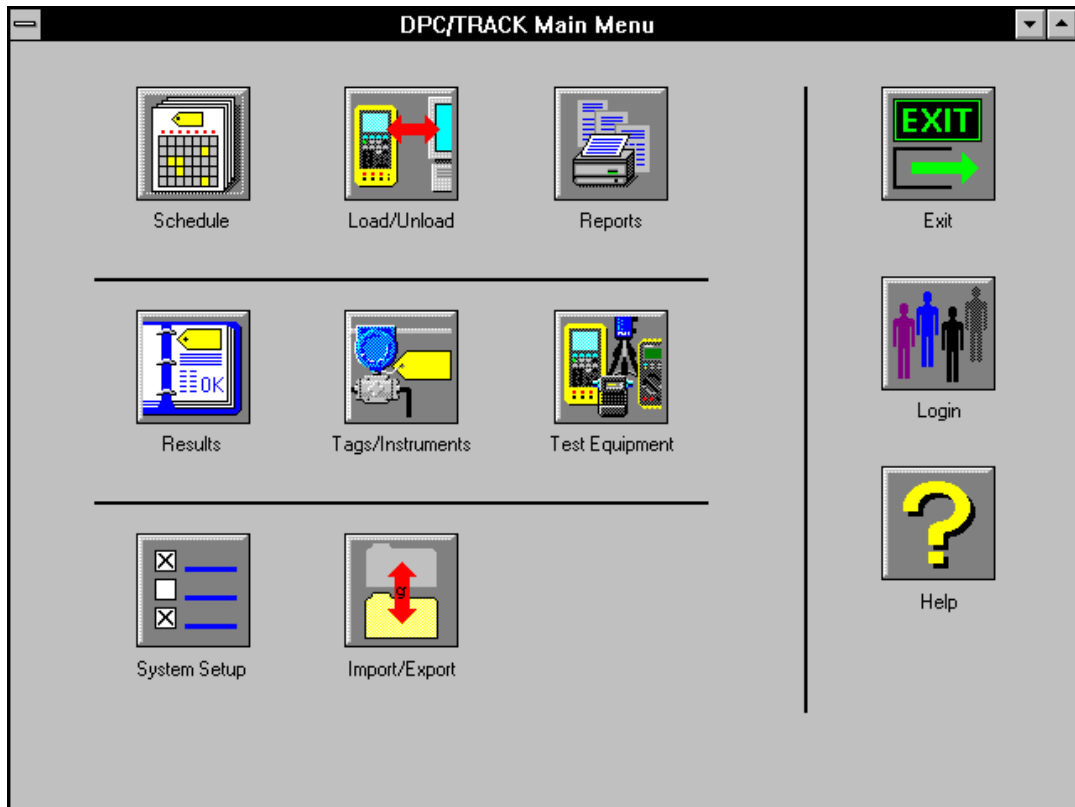 DPC/TRACK Main Menu
EXIT
Schedule Load/Unload Reports Exit
OK
Results Tags/Instruments Test Equipment Login
System Setup Import/Export Help